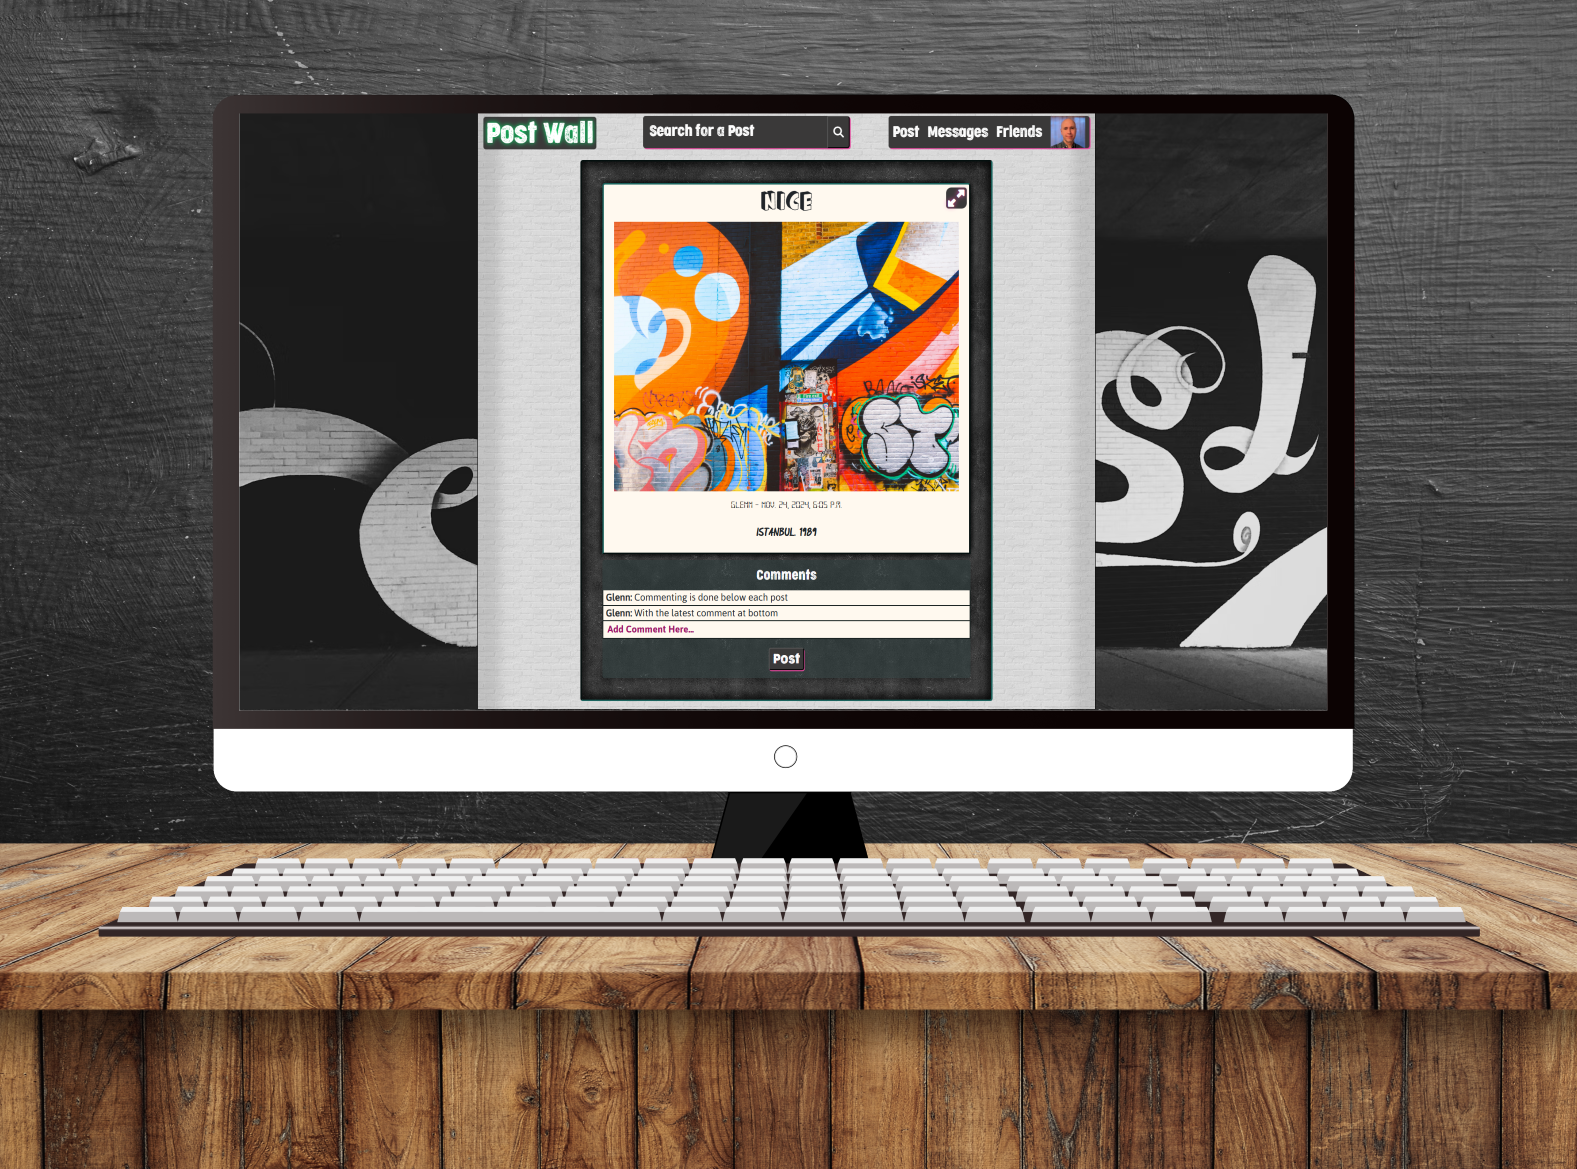 Post Wall
Search for a Post
Post Messages Friends
NICE
GLENN - NOV. 24, 2024, 6:05 P.M.
ISTANBUL. 1989
Comments
Glenn: Commenting is done below each post
Glenn: With the latest comment at bottom
Add Comment Here...
Post